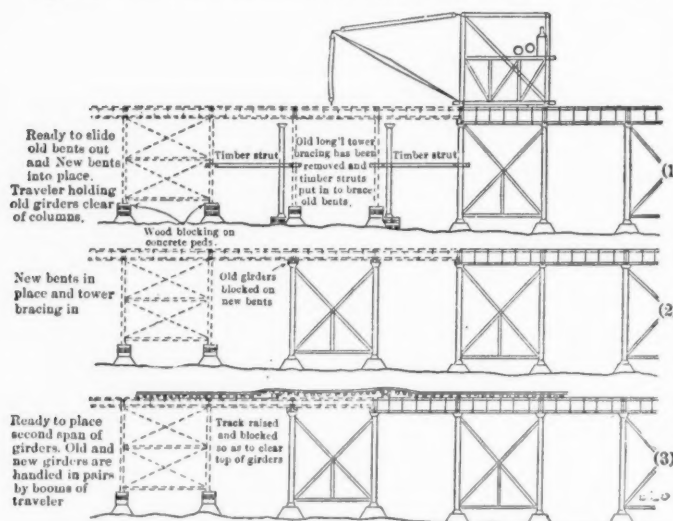 Ready to slide
old bents out
and New bents
into place.
Traveler holding
old girders clear
of columns.
Timber strut
Old long'l tower
bracing has been
removed and
timber struts
put in to brace
old bents.
Timber strut
(1)
Wood blocking on
concrete peds.
New bents in
place and tower
bracing in
Old girders
blocked on
new bents
(2)
Ready to place
second span of
girders. Old and
new girders are
handled in pairs
by booms of
traveler
Track raised
and blocked
so as to clear
top of girders
(3)